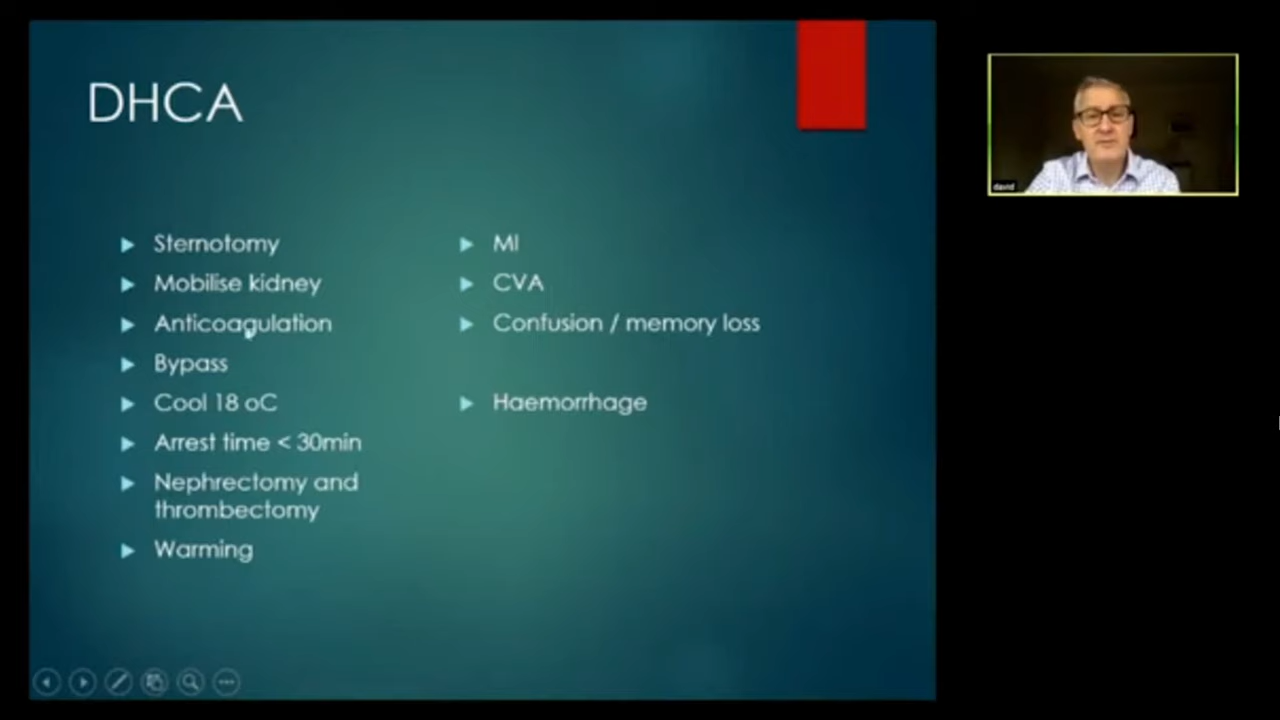 DHCA
Sternotomy
Mobilise kidney
Anticoagulation
Bypass
Cool 18 oC
Arrest time < 30min
Nephrectomy and
thrombectomy
Warming
MI
CVA
Confusion / memory loss
Haemorrhage
david